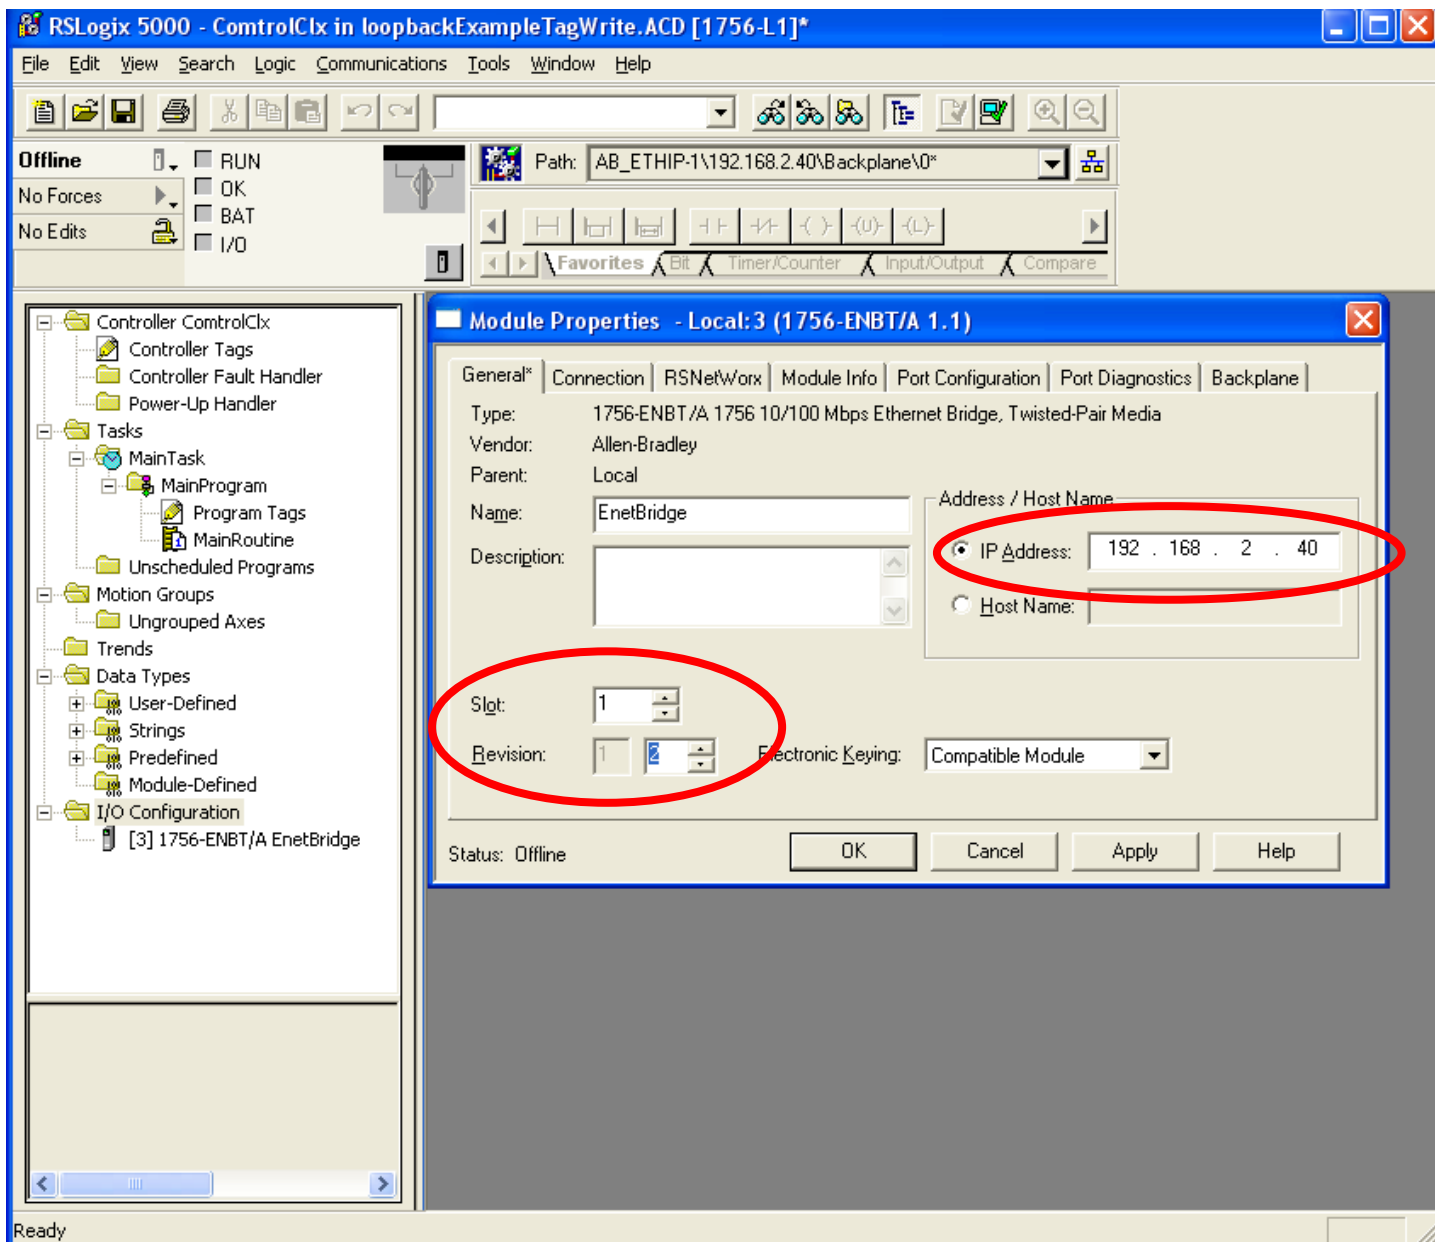 RSLogix 5000 - ComtrolClx in loopbackExampleTagWrite.ACD [1756-L1]*
File Edit View Search Logic Communications Tools Window Help
Offline
RUN
No Forces
OK
BAT
No Edits
I/O
Path: AB_ETHIP-1\192.168.2.40\Backplane\0*
Favorites Bit Timer/Counter Input/Output Compare
Controller ComtrolClx
Controller Tags
Controller Fault Handler
Power-Up Handler
Tasks
MainTask
MainProgram
Program Tags
MainRoutine
Unscheduled Programs
Motion Groups
Ungrouped Axes
Trends
Data Types
User-Defined
Strings
Predefined
Module-Defined
I/O Configuration
[3] 1756-ENBT/A EnetBridge
Module Properties - Local:3 (1756-ENBT/A 1.1)
General* Connection RSNetWorx Module Info Port Configuration Port Diagnostics Backplane
Type: 1756-ENBT/A 1756 10/100 Mbps Ethernet Bridge, Twisted-Pair Media
Vendor: Allen-Bradley
Parent: Local
Name: EnetBridge
Description:
Address / Host Name
IP Address: 192 . 168 . 2 . 40
Host Name:
Slot: 1
Revision: 1 2 Electronic Keying: Compatible Module
Status: Offline OK Cancel Apply Help
Ready